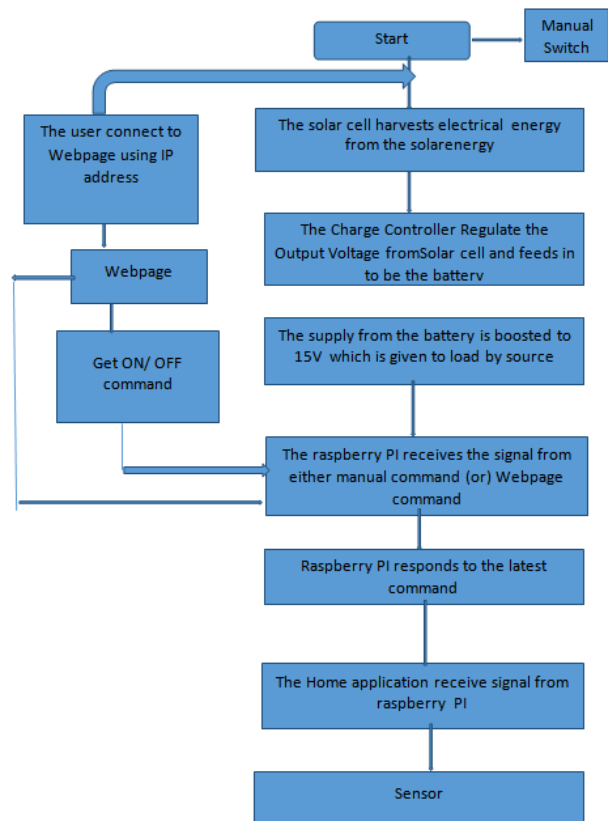 Start
Manual
Switch
The user connect to
Webpage using IP
address
The solar cell harvests electrical energy
from the solarenergy
The Charge Controller Regulate the
Output Voltage fromSolar cell and feeds in
to be the battery
Webpage
Get ON/ OFF
command
The supply from the battery is boosted to
15V which is given to load by source
The raspberry PI receives the signal from
either manual command (or) Webpage
command
Raspberry PI responds to the latest
command
The Home application receive signal from
raspberry PI
Sensor